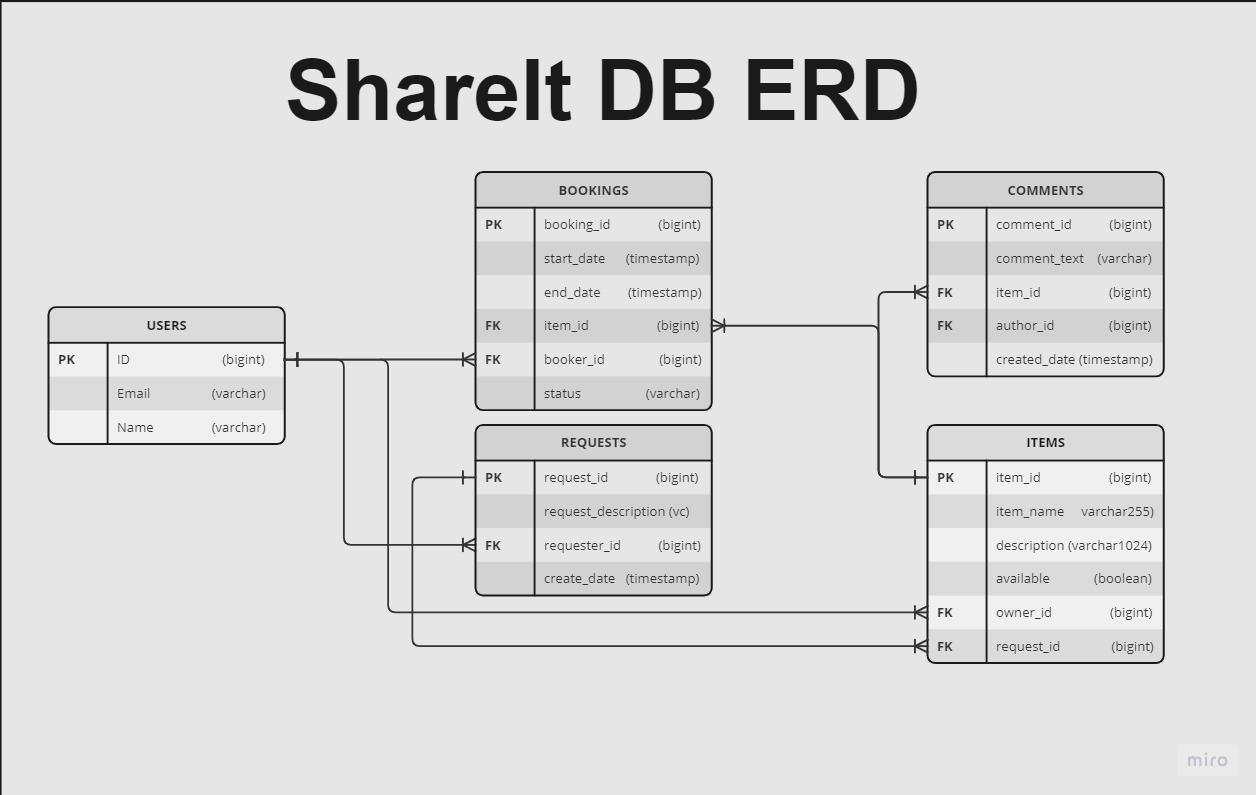 ShareIt DB ERD
USERS
PK ID (bigint)
Email (varchar)
Name (varchar)
BOOKINGS
PK booking_id (bigint)
start_date (timestamp)
end_date (timestamp)
FK item_id (bigint)
FK booker_id (bigint)
status (varchar)
REQUESTS
PK request_id (bigint)
request_description (vc)
FK requester_id (bigint)
create_date (timestamp)
COMMENTS
PK comment_id (bigint)
comment_text (varchar)
FK item_id (bigint)
FK author_id (bigint)
created_date (timestamp)
ITEMS
PK item_id (bigint)
item_name varchar255)
description (varchar1024)
available (boolean)
FK owner_id (bigint)
FK request_id (bigint)
miro